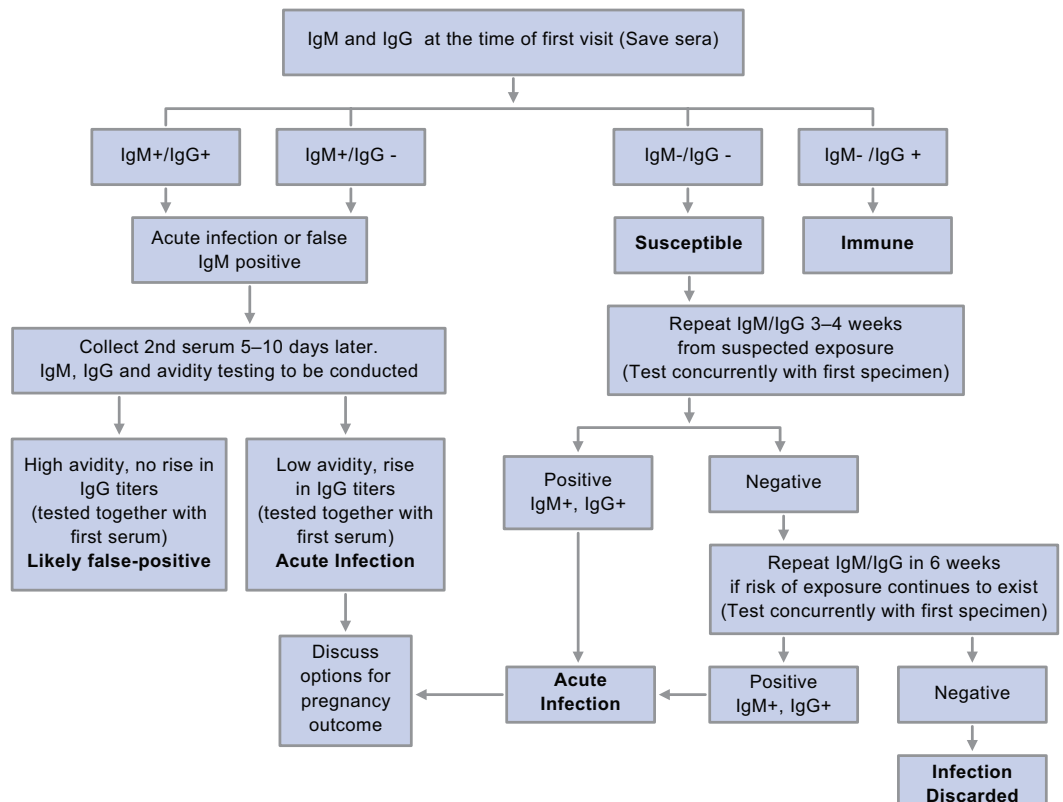 IgM and IgG at the time of first visit (Save sera)
IgM+/IgG+
IgM+/IgG -
IgM-/IgG -
IgM- /IgG +
Acute infection or false
IgM positive
Susceptible
Immune
Collect 2nd serum 5–10 days later.
IgM, IgG and avidity testing to be conducted
Repeat IgM/IgG 3–4 weeks
from suspected exposure
(Test concurrently with first specimen)
High avidity, no rise in
IgG titers
(tested together with
first serum)
Likely false-positive
Low avidity, rise
in IgG titers
(tested together with
first serum)
Acute Infection
Positive
IgM+, IgG+
Negative
Repeat IgM/IgG in 6 weeks
if risk of exposure continues to exist
(Test concurrently with first specimen)
Discuss
options for
pregnancy
outcome
Acute
Infection
Positive
IgM+, IgG+
Negative
Infection
Discarded